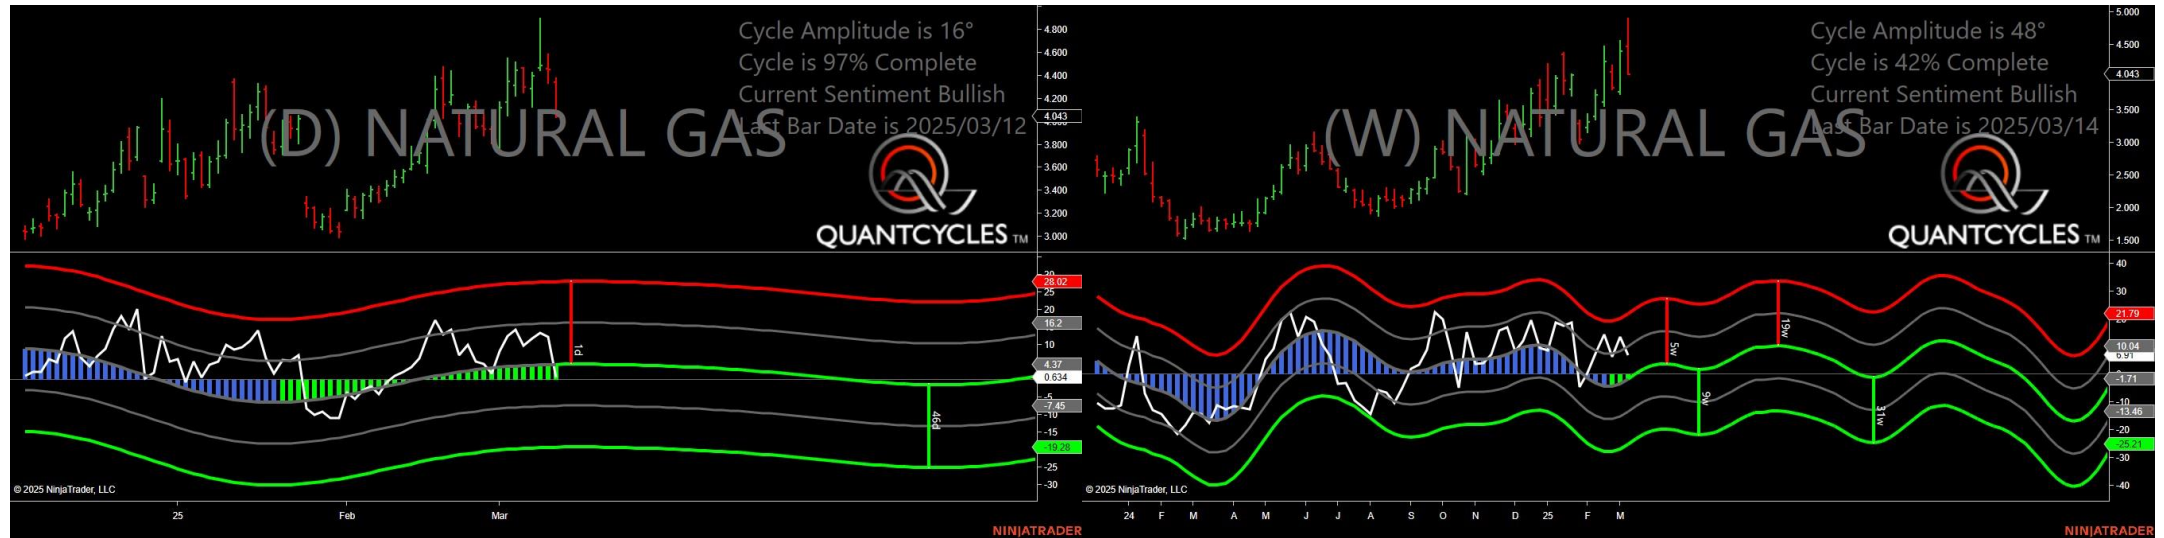 Cycle Amplitude is 16°
Cycle is 97% Complete
Current Sentiment Bullish
Last Bar Date is 2025/03/12
(D) NATURAL GAS
QUANTCYCLES TM
4.800
4.600
4.400
4.200
4.043
3.800
3.600
3.400
3.200
3.000
28.02
25
16.2
10
4.37
0.634
-7.45
-10
-15
-19.28
-25
-30
1d
46d
© 2025 NinjaTrader, LLC
25 Feb Mar
NINJATRADER
Cycle Amplitude is 48°
Cycle is 42% Complete
Current Sentiment Bullish
Last Bar Date is 2025/03/14
(W) NATURAL GAS
QUANTCYCLES TM
5.000
4.500
4.043
3.500
3.000
2.500
2.000
1.500
40
30
21.79
10.04
6.91
-1.71
-10
-13.46
-20
-25.21
-30
-40
5w
9w
19w
31w
© 2025 NinjaTrader, LLC
24 F M A M J J A S O N D 25 F M
NINJATRADER